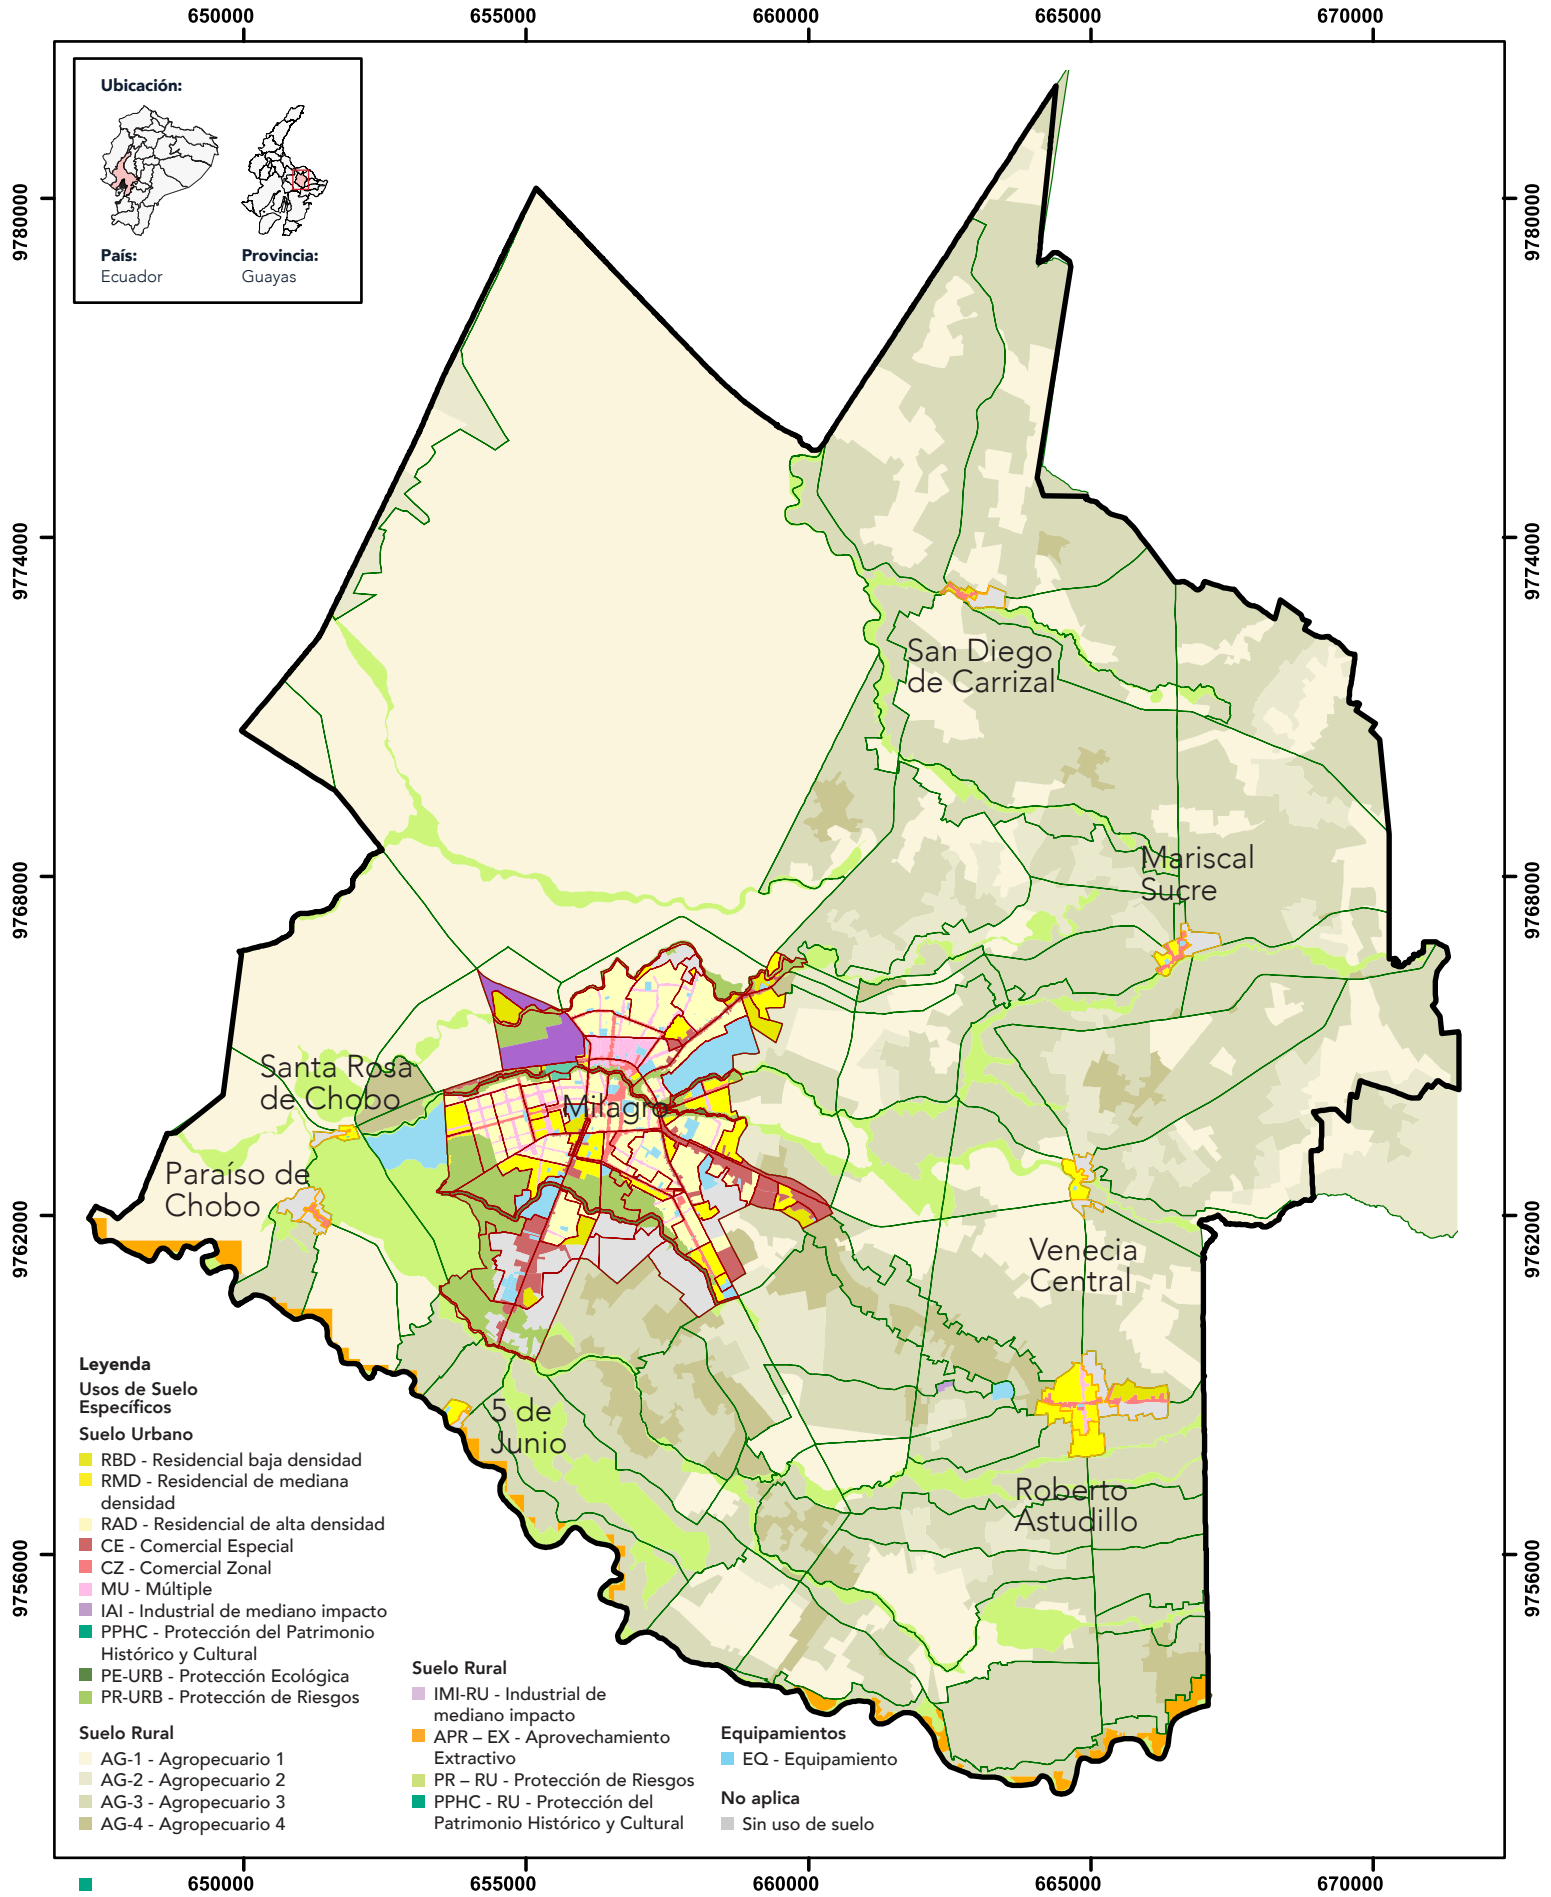 650000 655000 660000 665000 670000
Ubicación:
País:
Ecuador
Provincia:
Guayas
9780000
9780000
9774000
9774000
9768000
9768000
9762000
9762000
9756000
9756000
San Diego
de Carrizal
Mariscal
Sucre
Santa Rosa
de Chobo
Milagro
Paraíso de
Chobo
Venecia
Central
5 de
Junio
Roberto
Astudillo
Leyenda
Usos de Suelo
Específicos
Suelo Urbano
RBD - Residencial baja densidad
RMD - Residencial de mediana
densidad
RAD - Residencial de alta densidad
CE - Comercial Especial
CZ - Comercial Zonal
MU - Múltiple
IAI - Industrial de mediano impacto
PPHC - Protección del Patrimonio
Histórico y Cultural
PE-URB - Protección Ecológica
PR-URB - Protección de Riesgos
Suelo Rural
AG-1 - Agropecuario 1
AG-2 - Agropecuario 2
AG-3 - Agropecuario 3
AG-4 - Agropecuario 4
Suelo Rural
IMI-RU - Industrial de
mediano impacto
APR – EX - Aprovechamiento
Extractivo
PR – RU - Protección de Riesgos
PPHC - RU - Protección del
Patrimonio Histórico y Cultural
Equipamientos
EQ - Equipamiento
No aplica
Sin uso de suelo
650000 655000 660000 665000 670000